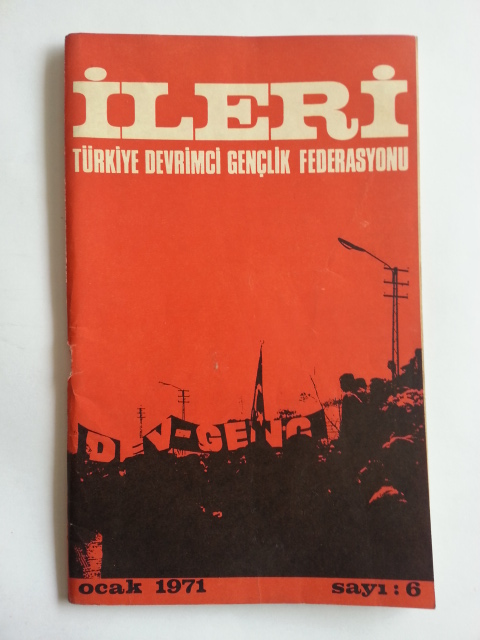 İLERİ
TÜRKİYE DEVRİMCİ GENÇLİK FEDERASYONU
DEV-GENÇ
ocak 1971 sayı: 6